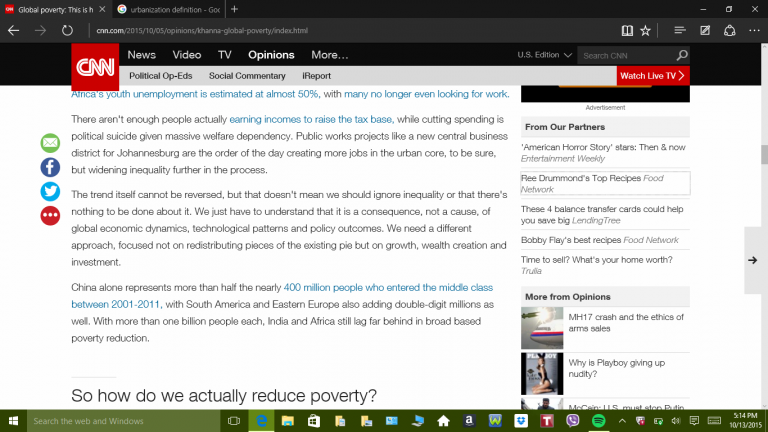 Global poverty: This is h
urbanization definition - Goo
cnn.com/2015/10/05/opinions/khanna-global-poverty/index.html
CNN
News Video TV Opinions More...
U.S. Edition
Search CNN
Political Op-Eds Social Commentary iReport
Watch Live TV
Africa's youth unemployment is estimated at almost 50%, with many no longer even looking for work.
There aren't enough people actually earning incomes to raise the tax base, while cutting spending is
political suicide given massive welfare dependency. Public works projects like a new central business
district for Johannesburg are the order of the day creating more jobs in the urban core, to be sure,
but widening inequality further in the process.
The trend itself cannot be reversed, but that doesn't mean we should ignore inequality or that there's
nothing to be done about it. We just have to understand that it is a consequence, not a cause, of
global economic dynamics, technological patterns and policy outcomes. We need a different
approach, focused not on redistributing pieces of the existing pie but on growth, wealth creation and
investment.
China alone represents more than half the nearly 400 million people who entered the middle class
between 2001-2011, with South America and Eastern Europe also adding double-digit millions as
well. With more than one billion people each, India and Africa still lag far behind in broad based
poverty reduction.
So how do we actually reduce poverty?
Advertisement
From Our Partners
'American Horror Story' stars: Then & now
Entertainment Weekly
Ree Drummond's Top Recipes Food
Network
These 4 balance transfer cards could help
you save big LendingTree
Bobby Flay's best recipes Food Network
Time to sell? What's your home worth?
Trulia
More from Opinions
MH17 crash and the ethics of
arms sales
PLAYBOY
Why is Playboy giving up
nudity?
McCain: U.S. must stop Putin
Search the web and Windows
5:14 PM
10/13/2015